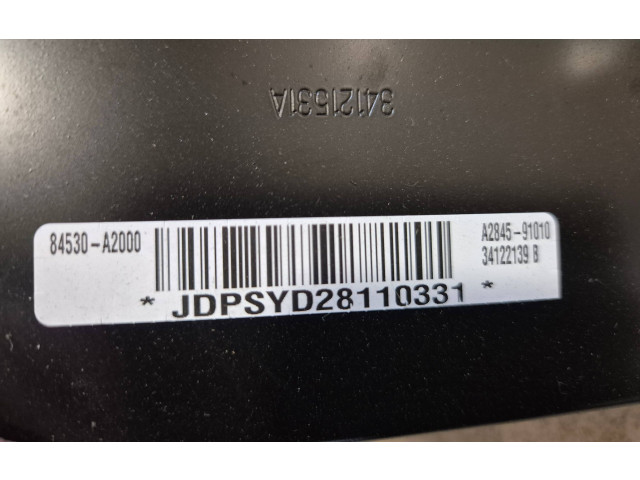 34121531A
84530-A2000
A2845-91010
34122139 B
* JDPSYD28110331 *